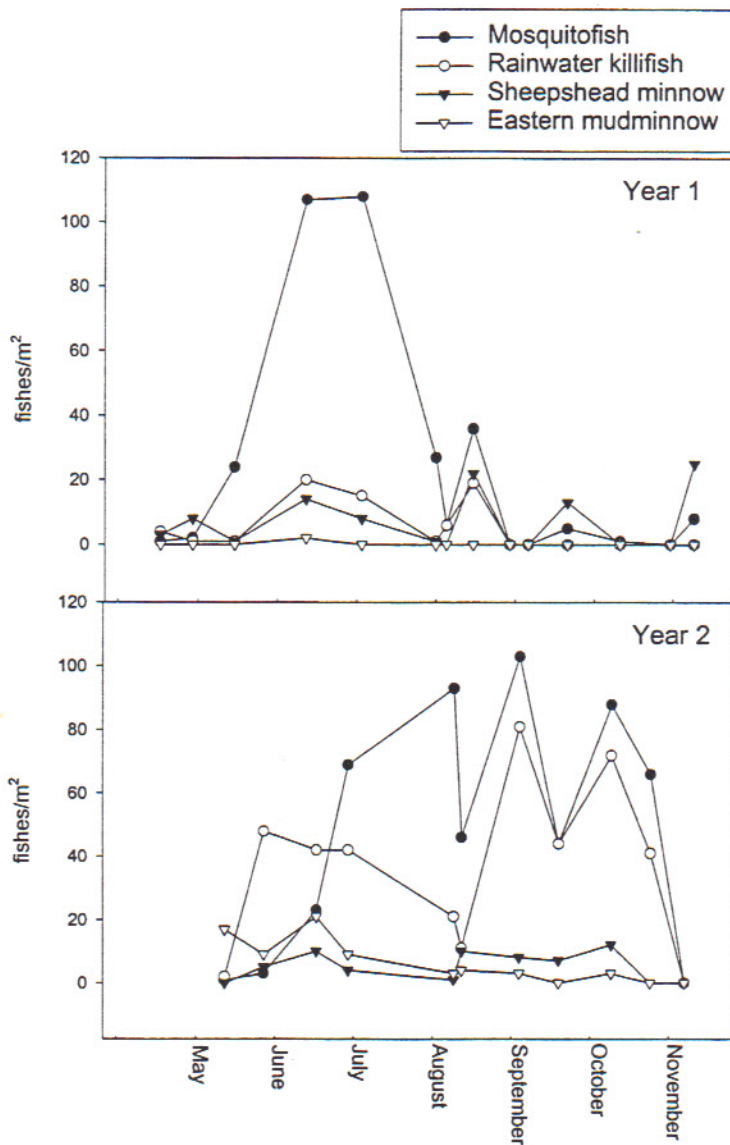 Mosquitofish
Rainwater killifish
Sheepshead minnow
Eastern mudminnow
120
100
80
60
40
20
0
fishes/m²
Year 1
120
100
80
60
40
20
0
fishes/m²
Year 2
May
June
July
August
September
October
November